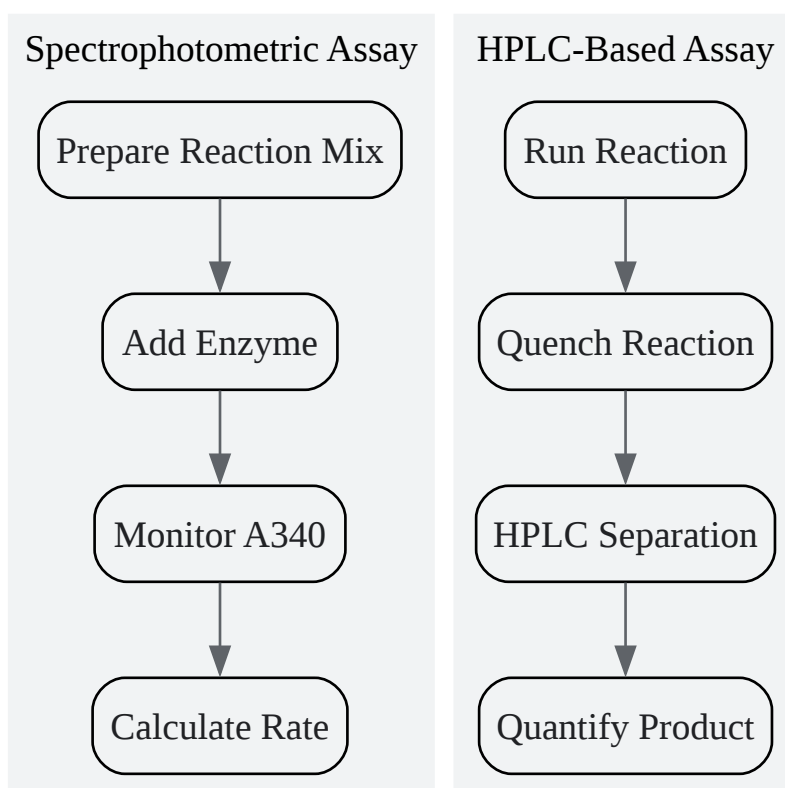 Spectrophotometric Assay
Prepare Reaction Mix
Add Enzyme
Monitor A340
Calculate Rate
HPLC-Based Assay
Run Reaction
Quench Reaction
HPLC Separation
Quantify Product